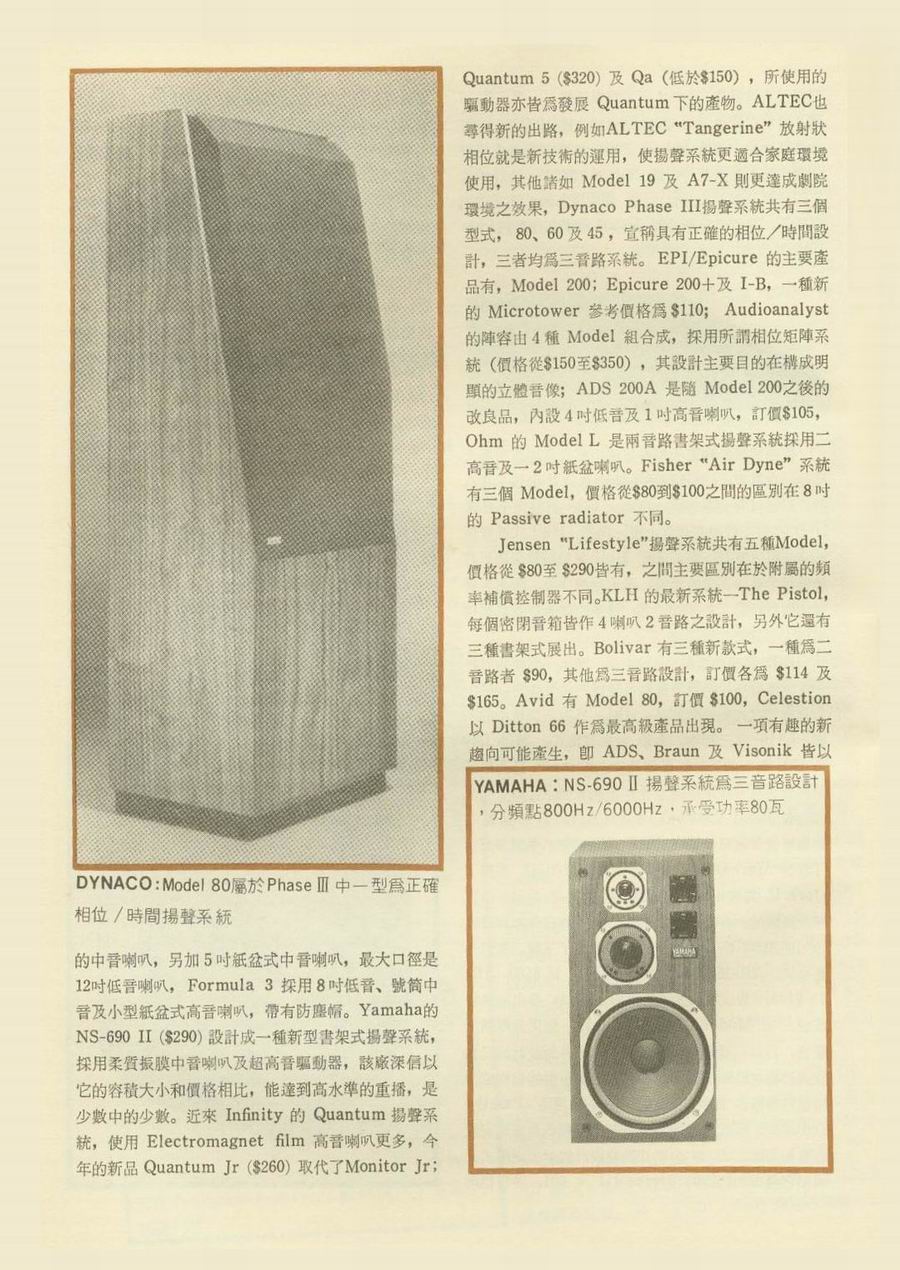 DYNACO:Model 80屬於Phase Ⅲ 中一型爲正確
相位/時間揚聲系統
的中音喇叭，另加5吋紙盆式中音喇叭，最大口徑是
12吋低音喇叭， Formula 3 採用8吋低音、號筒中
音及小型紙盆式高音喇叭，帶有防塵帽。Yamaha的
NS-690 II ($290) 設計成一種新型書架式揚聲系統，
採用柔質振膜中音喇叭及超高音驅動器，該廠深信以
它的容積大小和價格相比，能達到高水準的重播，是
少數中的少數。近來 Infinity 的 Quantum 揚聲系
統，使用 Electromagnet film 高音喇叭更多，今
年的新品 Quantum Jr ($260) 取代了Monitor Jr；
Quantum 5 ($320) 及 Qa (低於$150) ，所使用的
驅動器亦皆爲發展 Quantum下的產物。ALTEC也
尋得新的出路，例如ALTEC “Tangerine” 放射狀
相位就是新技術的運用，使揚聲系統更適合家庭環境
使用，其他諸如 Model 19 及 A7-X 則更達成劇院
環境之效果，Dynaco Phase III揚聲系統共有三個
型式， 80、60及45，宣稱具有正確的相位／時間設
計，三者均爲三音路系統。 EPI/Epicure 的主要產
品有，Model 200；Epicure 200+及 I-B，一種新
的 Microtower 參考價格爲$110； Audioanalyst
的陣容由4種 Model 組合成，採用所謂相位矩陣系
統（價格從$150至$350），其設計主要目的在構成明
顯的立體音像；ADS 200A 是隨 Model 200之後的
改良品，內設4吋低音及1吋高音喇叭，訂價$105，
Ohm 的 Model L 是兩音路書架式揚聲系統採用二
高音及一2吋紙盆喇叭。Fisher “Air Dyne” 系統
有三個 Model，價格從$80到$100之間的區別在8吋
的 Passive radiator 不同。
Jensen “Lifestyle”揚聲系統共有五種Model，
價格從 $80至 $290皆有，之間主要區別在於附屬的頻
率補償控制器不同。KLH 的最新系統—The Pistol，
每個密閉音箱皆作4喇叭2音路之設計，另外它還有
三種書架式展出。Bolivar 有三種新款式，一種爲二
音路者 $90，其他爲三音路設計，訂價各爲 $114 及
$165。Avid 有 Model 80，訂價 $100，Celestion
以 Ditton 66 作爲最高級產品出現。 一項有趣的新
趨向可能產生，卽 ADS、Braun 及 Visonik 皆以
YAMAHA：NS-690 Ⅱ 揚聲系統爲三音路設計
，分頻點800Hz/6000Hz，承受功率80瓦
YAMAHA